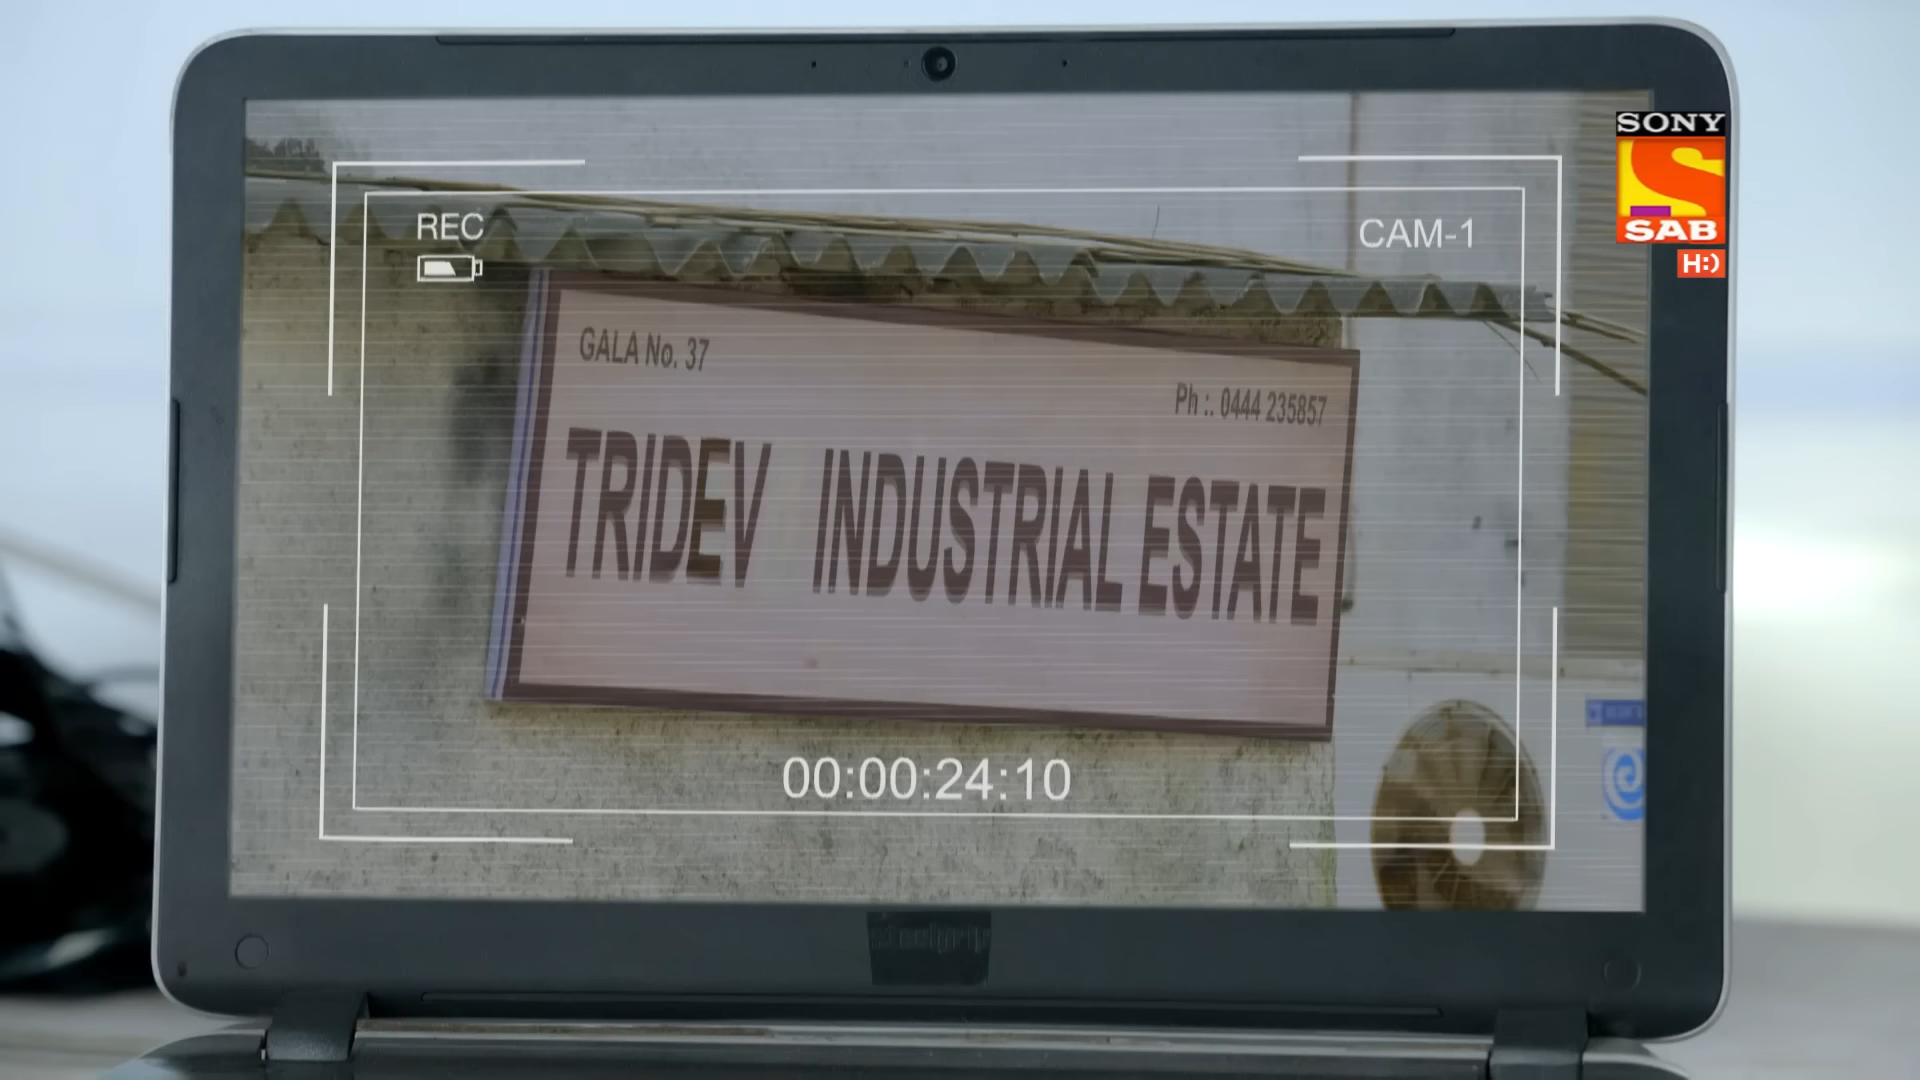 SONY
SAB
H:)
REC
CAM-1
GALA No. 37
Ph :. 0444 235857
TRIDEV INDUSTRIAL ESTATE
00:00:24:10